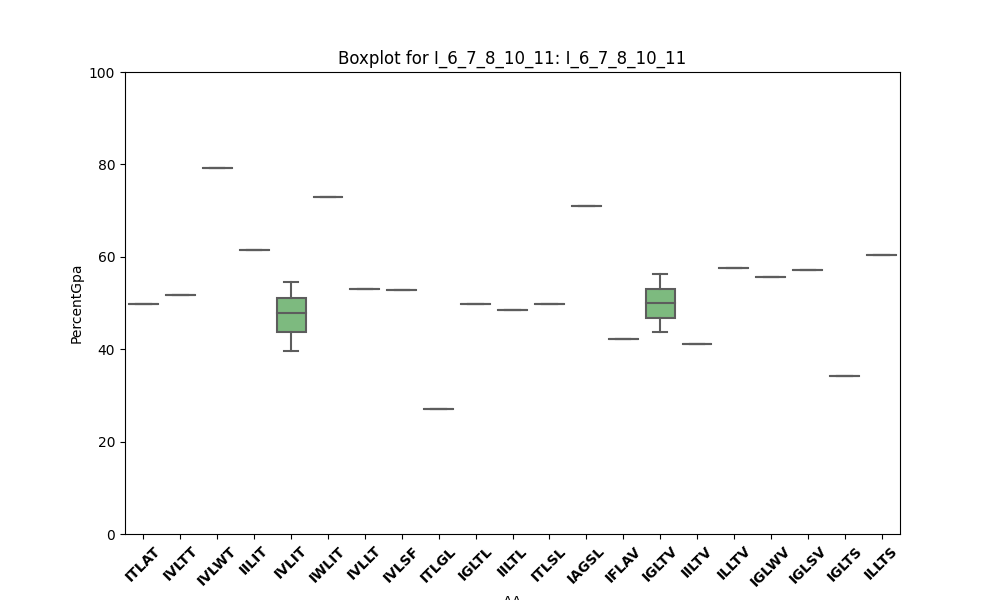 Boxplot for I_6_7_8_10_11: I_6_7_8_10_11
PercentGpa
100
80
60
40
20
0
ITLAT
IVLTT
IVLWT
IILIT
IVLIT
IWLIT
IVLLT
IVLSF
ITLGL
IGLTL
IILTL
ITLSL
IAGSL
IFLAV
IGLTV
IILTV
ILLTV
IGLWV
IGLSV
IGLTS
ILLTS